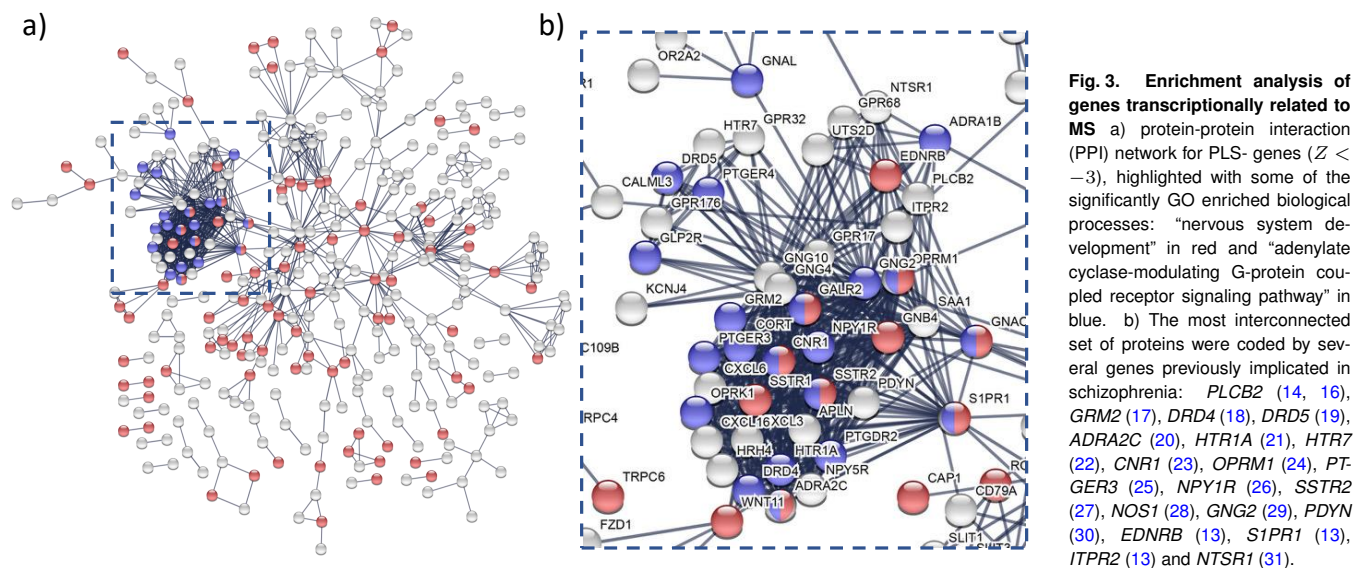 a)
b)
OR2A2
GNAL
R1
NTSR1
GPR68
GPR32
UTS2D
ADRA1B
HTR7
DRD5
EDNRB
PTGER4
PLCB2
CALML3
GPR176
ITPR2
GLP2R
GPR17
GNG10
GNG2
OPRM1
GNG4
KCNJ4
GALR2
GRM2
SAA1
GNB4
CORT
NPY1R
C109B
PTGER3
CNR1
CXCL6
SSTR2
SSTR1
PDYN
OPRK1
S1PR1
APLN
RPC4
CXCL16
XCL3
PTGDR2
HRH4
HTR1A
DRD4
NPY5R
TRPC6
ADRA2C
CAP1
WNT11
CD79A
FZD1
SLIT1
Fig. 3. Enrichment analysis of
genes transcriptionally related to
MS a) protein-protein interaction
(PPI) network for PLS- genes (Z <
−3), highlighted with some of the
significantly GO enriched biological
processes: “nervous system de-
velopment” in red and “adenylate
cyclase-modulating G-protein cou-
pled receptor signaling pathway” in
blue. b) The most interconnected
set of proteins were coded by sev-
eral genes previously implicated in
schizophrenia: PLCB2 (14, 16),
GRM2 (17), DRD4 (18), DRD5 (19),
ADRA2C (20), HTR1A (21), HTR7
(22), CNR1 (23), OPRM1 (24), PT-
GER3 (25), NPY1R (26), SSTR2
(27), NOS1 (28), GNG2 (29), PDYN
(30), EDNRB (13), S1PR1 (13),
ITPR2 (13) and NTSR1 (31).